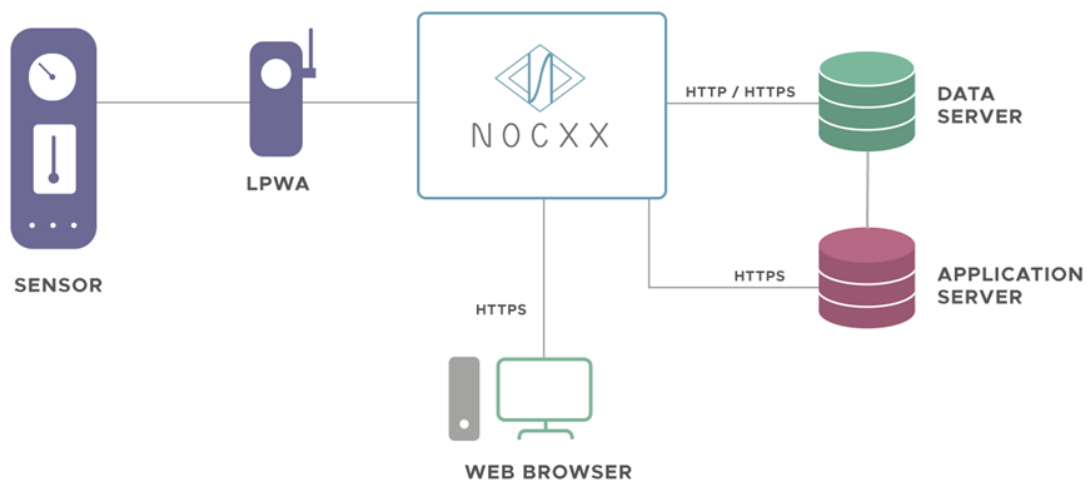 NOCXX
HTTP / HTTPS
DATA
SERVER
LPWA
SENSOR
HTTPS
APPLICATION
SERVER
HTTPS
WEB BROWSER